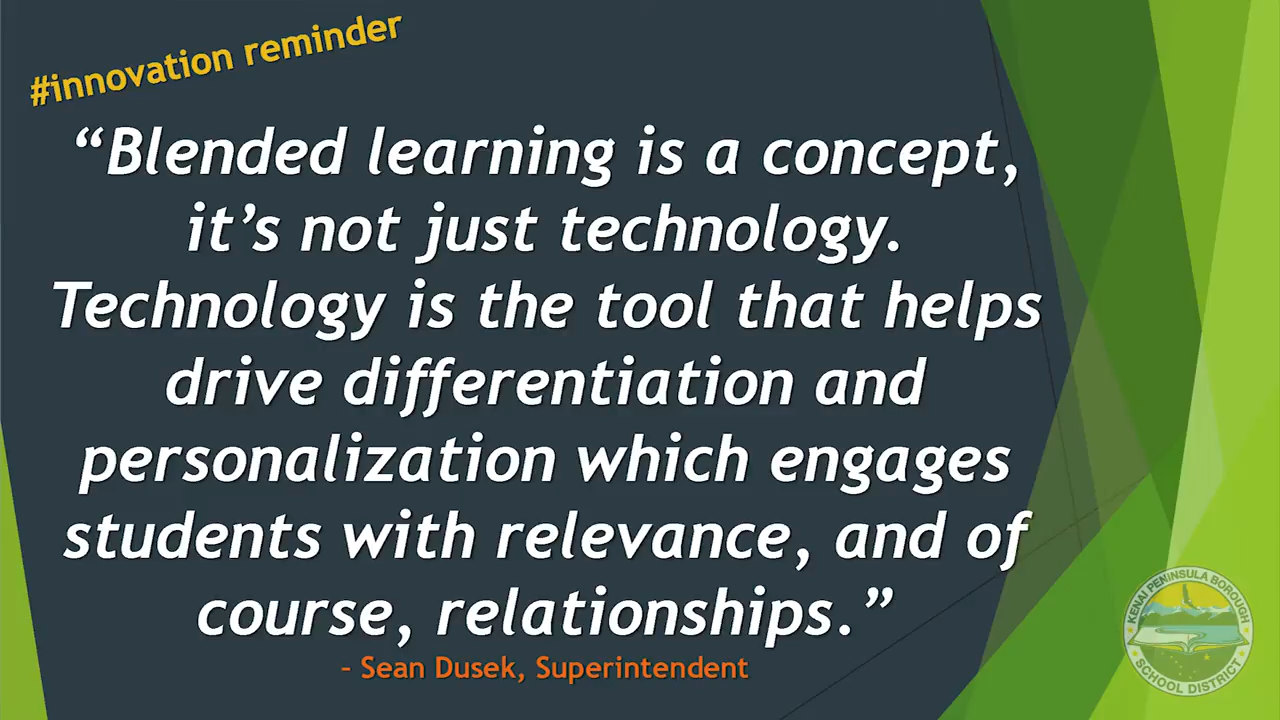 #innovation reminder
“Blended learning is a concept,
it’s not just technology.
Technology is the tool that helps
drive differentiation and
personalization which engages
students with relevance, and of
course, relationships.”
– Sean Dusek, Superintendent
KENAI PENINSULA BOROUGH
SCHOOL DISTRICT